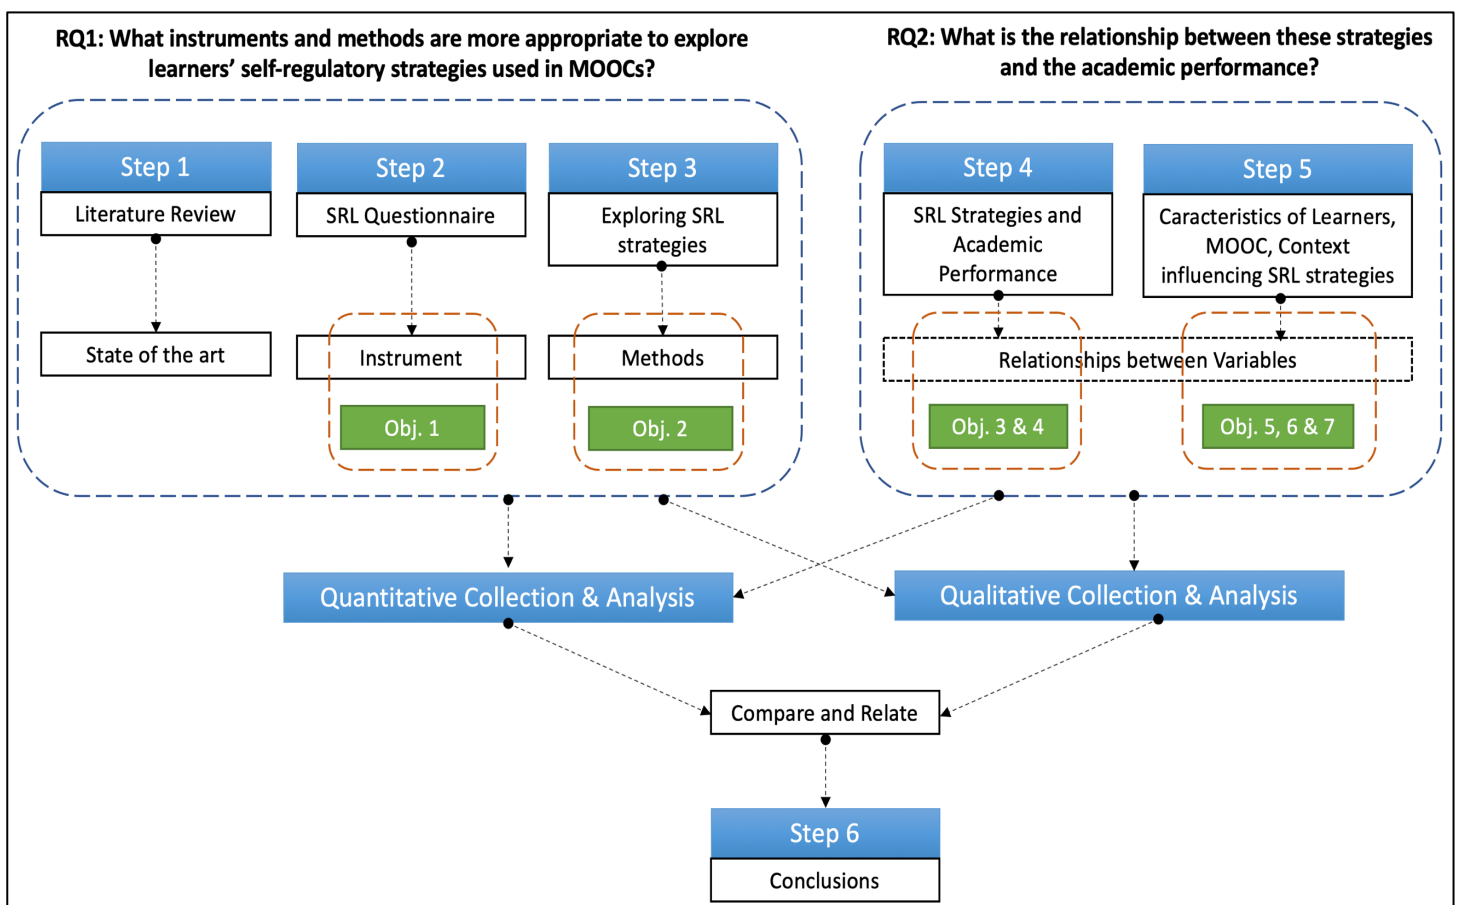 RQ1: What instruments and methods are more appropriate to explore
learners' self-regulatory strategies used in MOOCs?
RQ2: What is the relationship between these strategies
and the academic performance?
Step 1
Literature Review
State of the art
Step 2
SRL Questionnaire
Instrument
Obj. 1
Step 3
Exploring SRL
strategies
Methods
Obj. 2
Step 4
SRL Strategies and
Academic
Performance
Step 5
Caracteristics of Learners,
MOOC, Context
influencing SRL strategies
Relationships between Variables
Obj. 3 & 4
Obj. 5, 6 & 7
Quantitative Collection & Analysis
Qualitative Collection & Analysis
Compare and Relate
Step 6
Conclusions